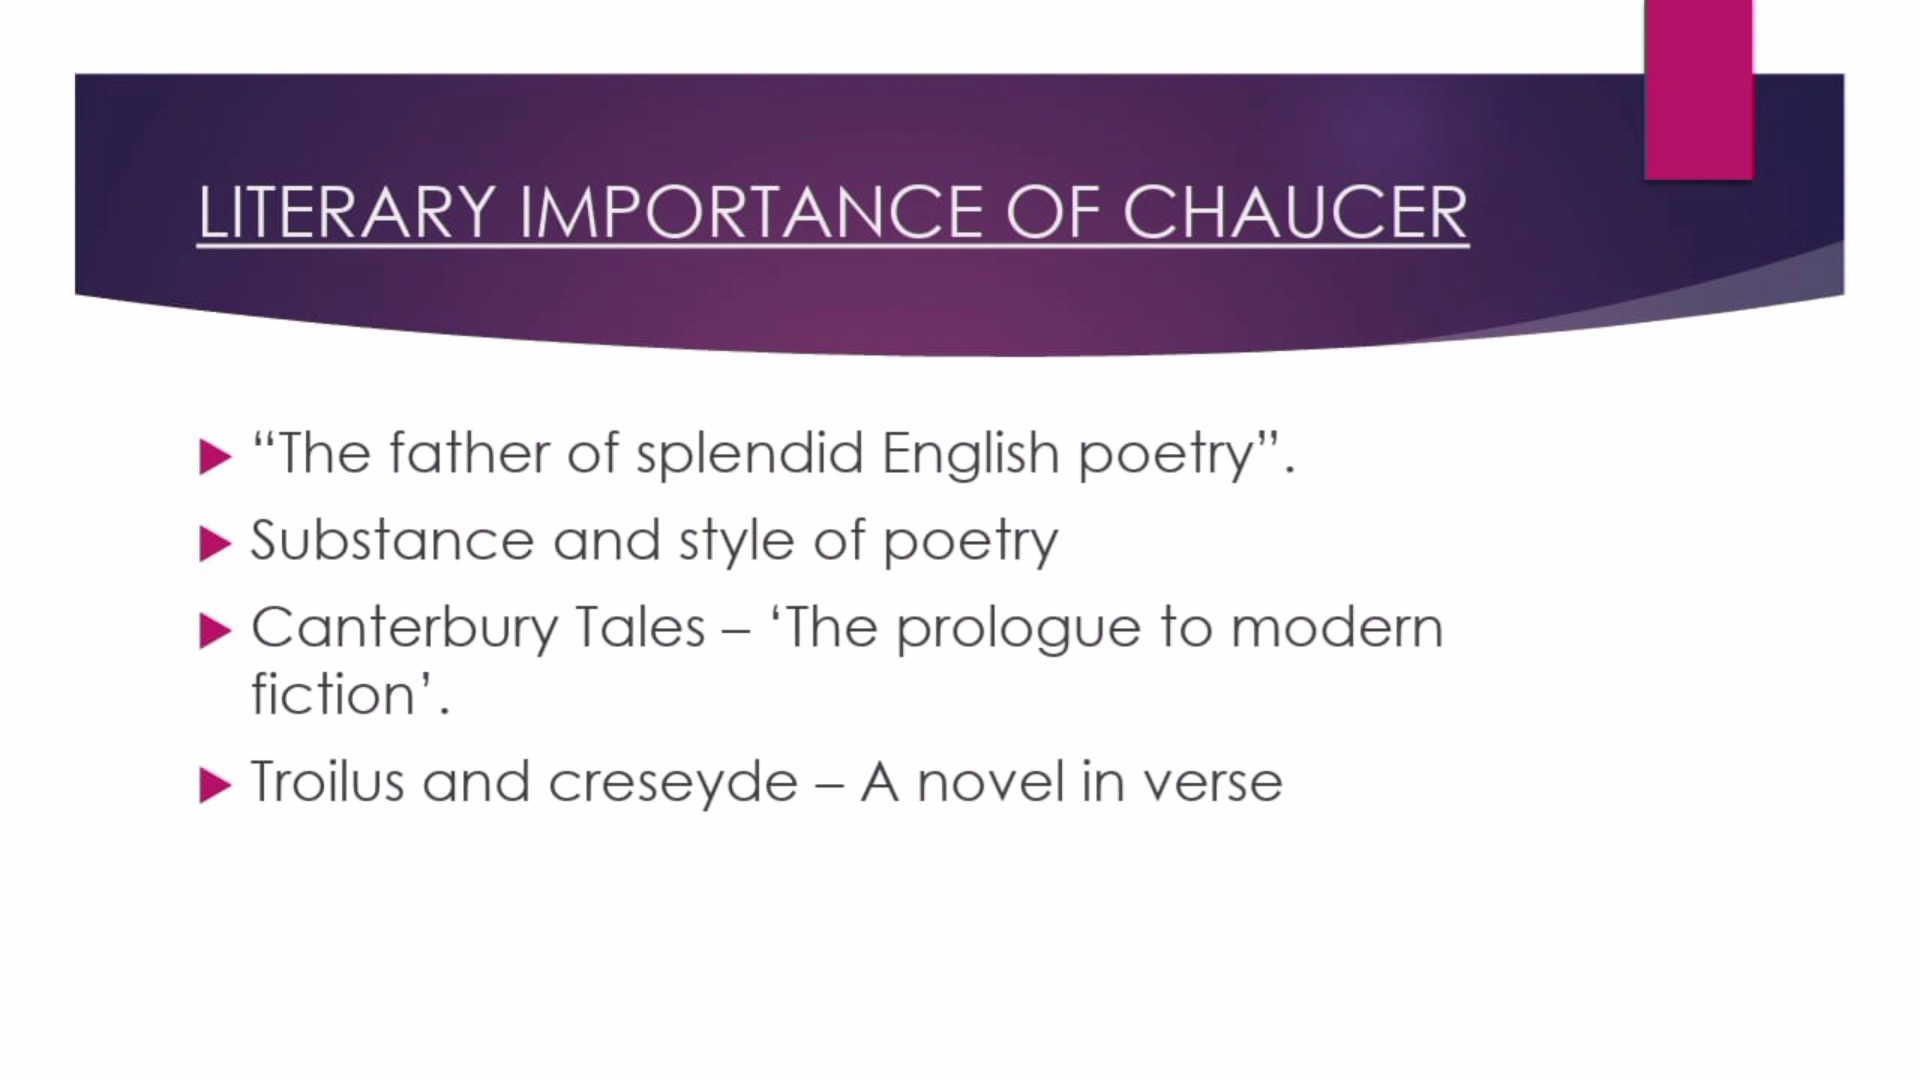 LITERARY IMPORTANCE OF CHAUCER
“The father of splendid English poetry”.
Substance and style of poetry
Canterbury Tales – ‘The prologue to modern
fiction’.
Troilus and creseyde – A novel in verse